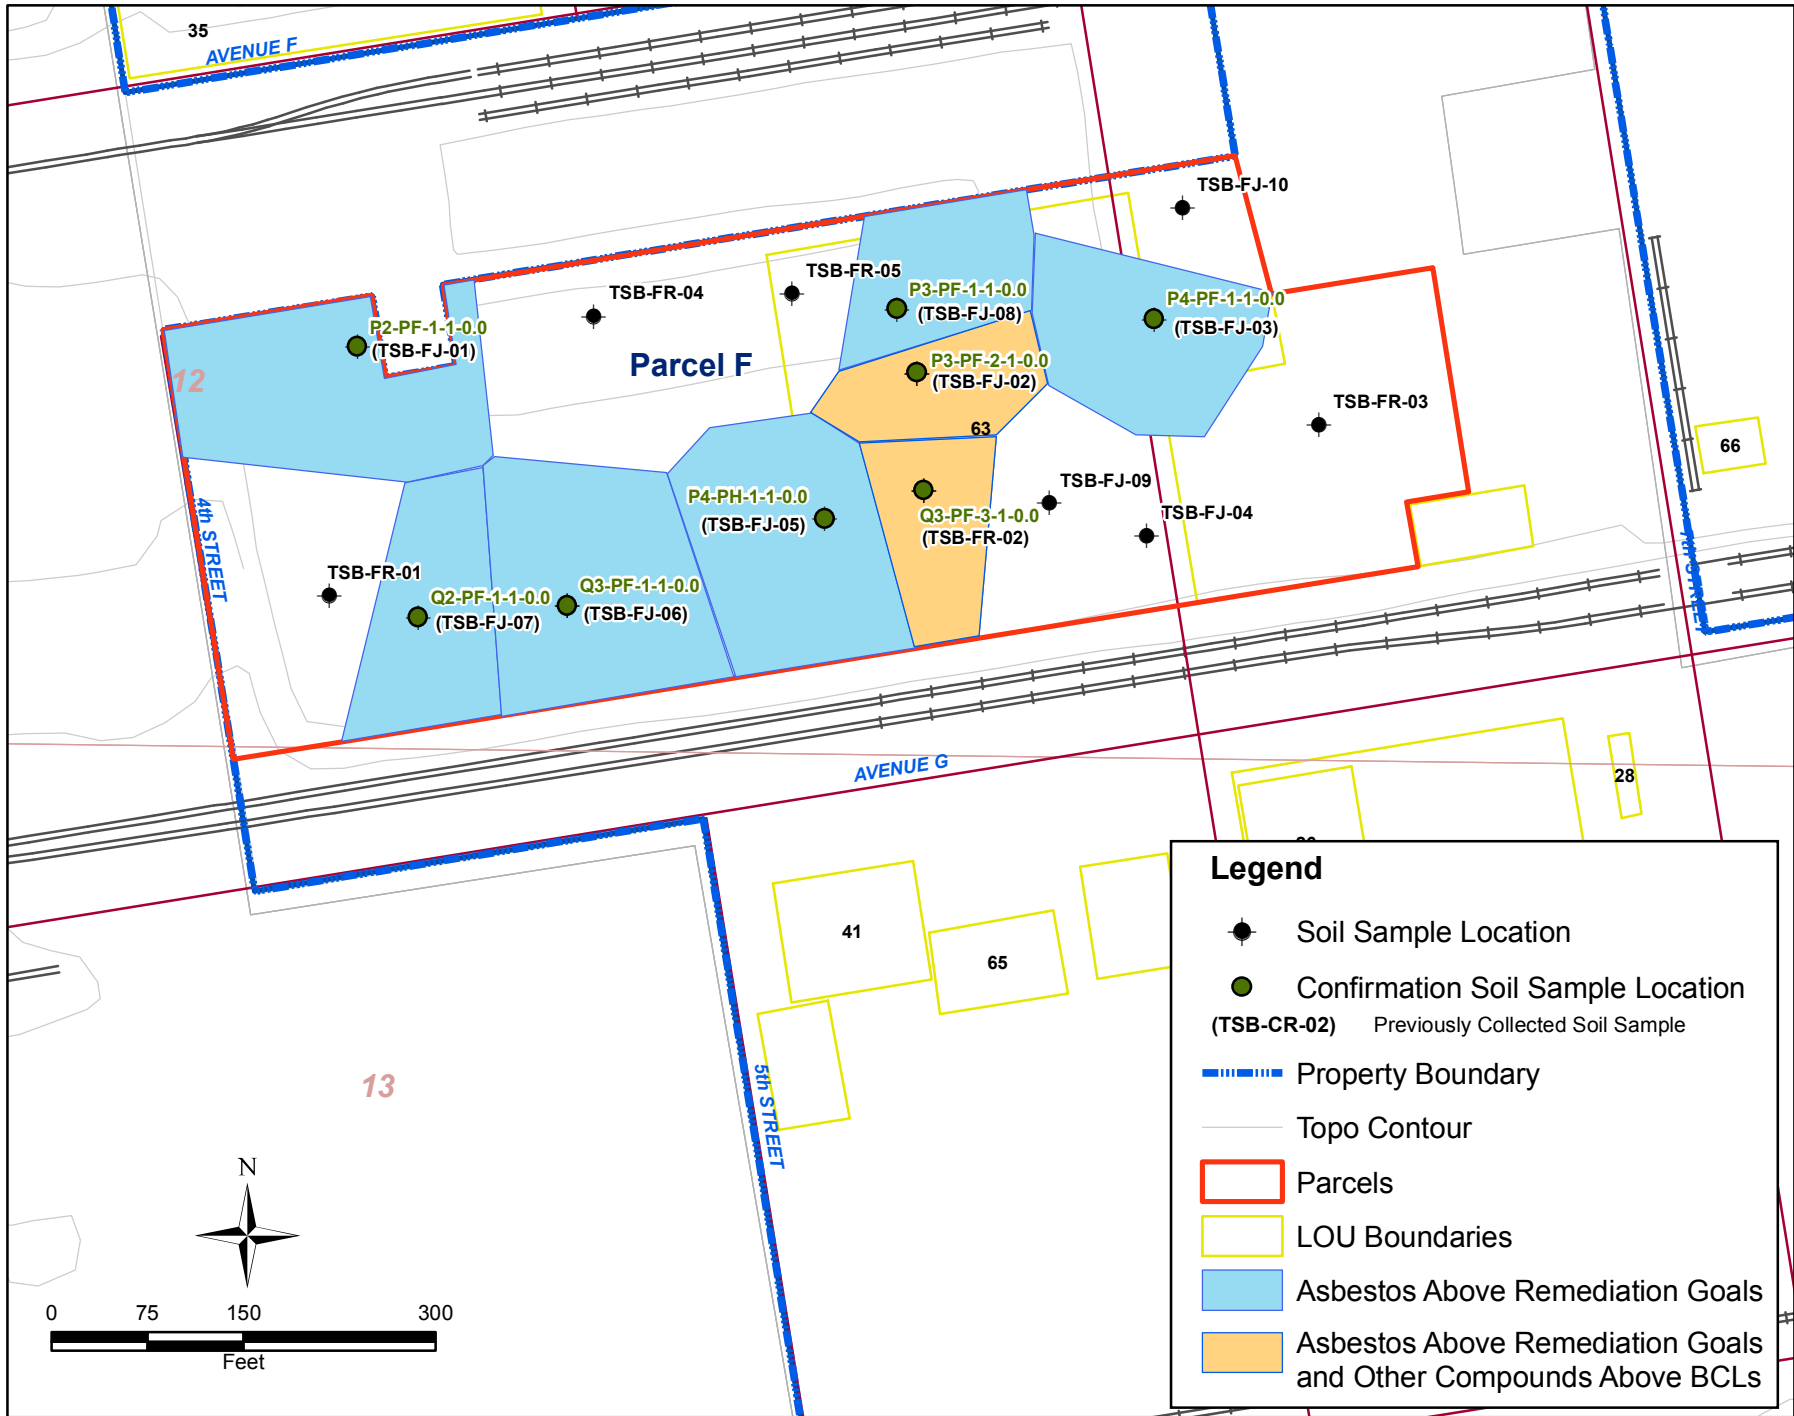 35
AVENUE F
TSB-FJ-10
TSB-FR-05
TSB-FR-04
P3-PF-1-1-0.0
(TSB-FJ-08)
P4-PF-1-1-0.0
(TSB-FJ-03)
P2-PF-1-1-0.0
(TSB-FJ-01)
Parcel F
P3-PF-2-1-0.0
(TSB-FJ-02)
12
TSB-FR-03
63
66
4th STREET
P4-PH-1-1-0.0
(TSB-FJ-05)
TSB-FJ-09
Q3-PF-3-1-0.0
(TSB-FR-02)
TSB-FJ-04
TSB-FR-01
Q2-PF-1-1-0.0
(TSB-FJ-07)
Q3-PF-1-1-0.0
(TSB-FJ-06)
AVENUE G
28
41
65
13
5th STREET
N
0 75 150 300
Feet
Legend
Soil Sample Location
Confirmation Soil Sample Location
(TSB-CR-02) Previously Collected Soil Sample
Property Boundary
Topo Contour
Parcels
LOU Boundaries
Asbestos Above Remediation Goals
Asbestos Above Remediation Goals
and Other Compounds Above BCLs